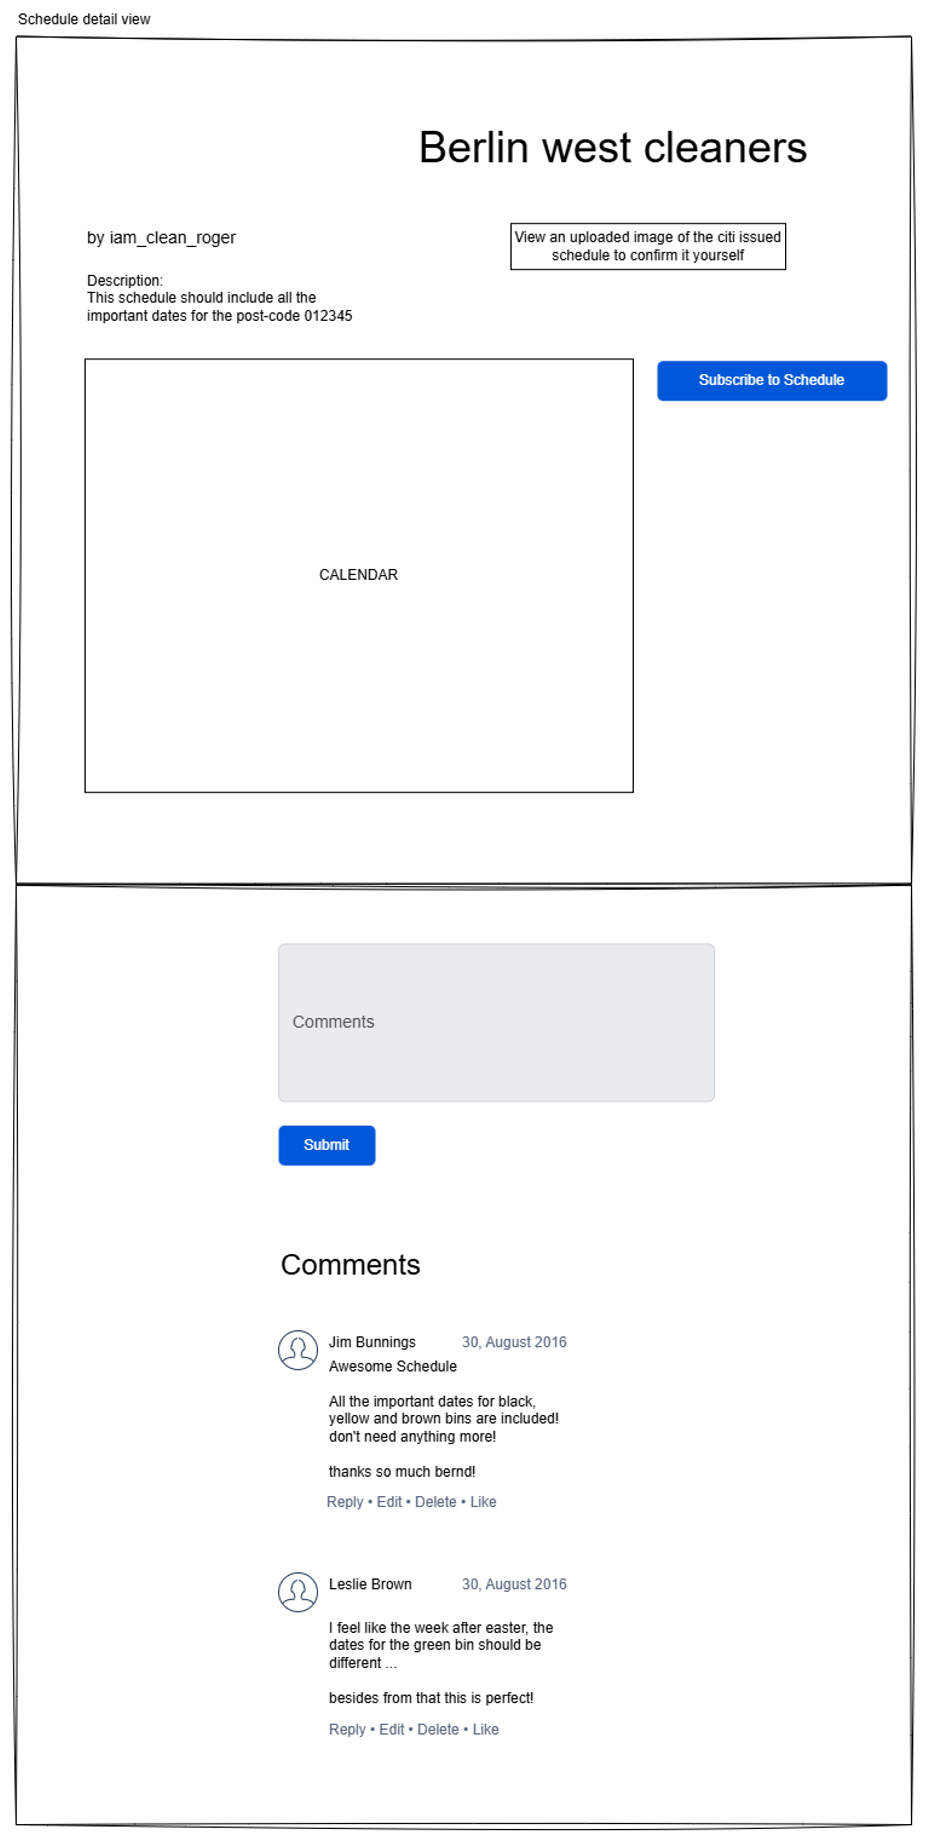 Schedule detail view
Berlin west cleaners
by iam_clean_roger
View an uploaded image of the citi issued
schedule to confirm it yourself
Description:
This schedule should include all the
important dates for the post-code 012345
Subscribe to Schedule
CALENDAR
Comments
Submit
Comments
Jim Bunnings 30, August 2016
Awesome Schedule
All the important dates for black,
yellow and brown bins are included!
don't need anything more!
thanks so much bernd!
Reply • Edit • Delete • Like
Leslie Brown 30, August 2016
I feel like the week after easter, the
dates for the green bin should be
different ...
besides from that this is perfect!
Reply • Edit • Delete • Like